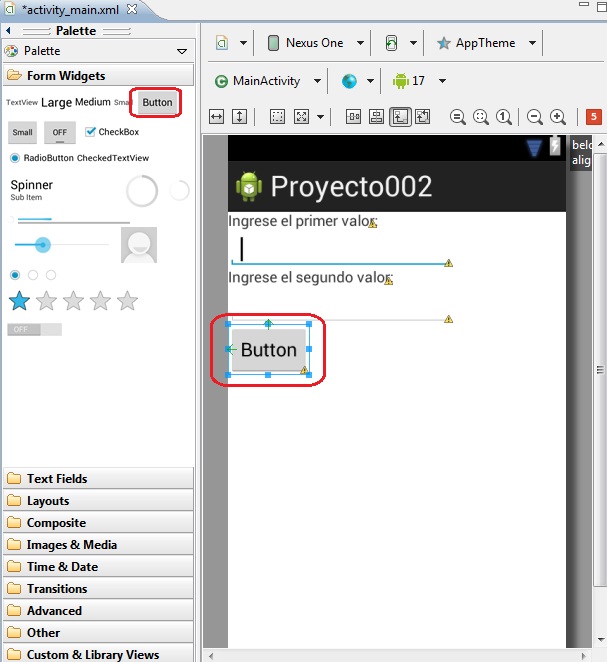 *activity_main.xml
Palette
Palette
Form Widgets
TextView Large Medium Small Button
Small OFF CheckBox
RadioButton CheckedTextView
Spinner
Sub Item
OFF
Text Fields
Layouts
Composite
Images & Media
Time & Date
Transitions
Advanced
Other
Custom & Library Views
Nexus One AppTheme
MainActivity 17
1 5
Proyecto002
Ingrese el primer valor:
Ingrese el segundo valor:
Button